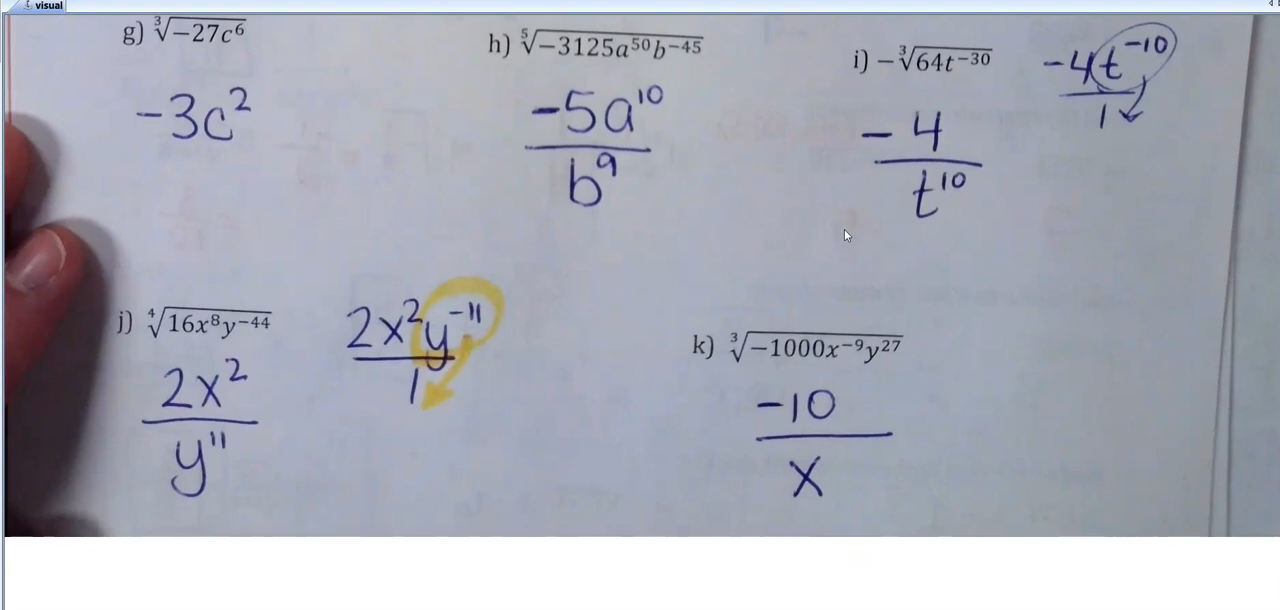 visual
g) ∛−27c⁶
h) ⁵√−3125a⁵⁰b⁻⁴⁵
i) −∛64t⁻³⁰
-4t⁻¹⁰
1
-3c²
-5a¹⁰
b⁹
-4
t¹⁰
j) ⁴√16x⁸y⁻⁴⁴
2x²y⁻¹¹
1
2x²
y¹¹
k) ∛−1000x⁻⁹y²⁷
-10
x